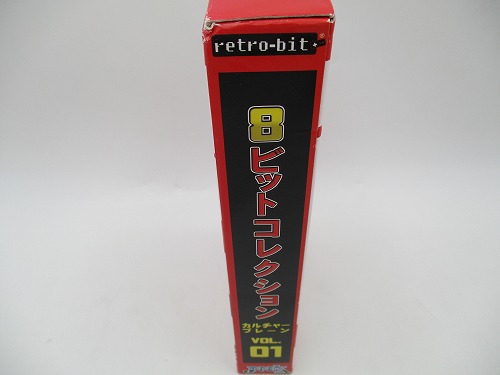 retro-bit
8ビットコレクション
カルチャー
ブレーン
VOL.
01